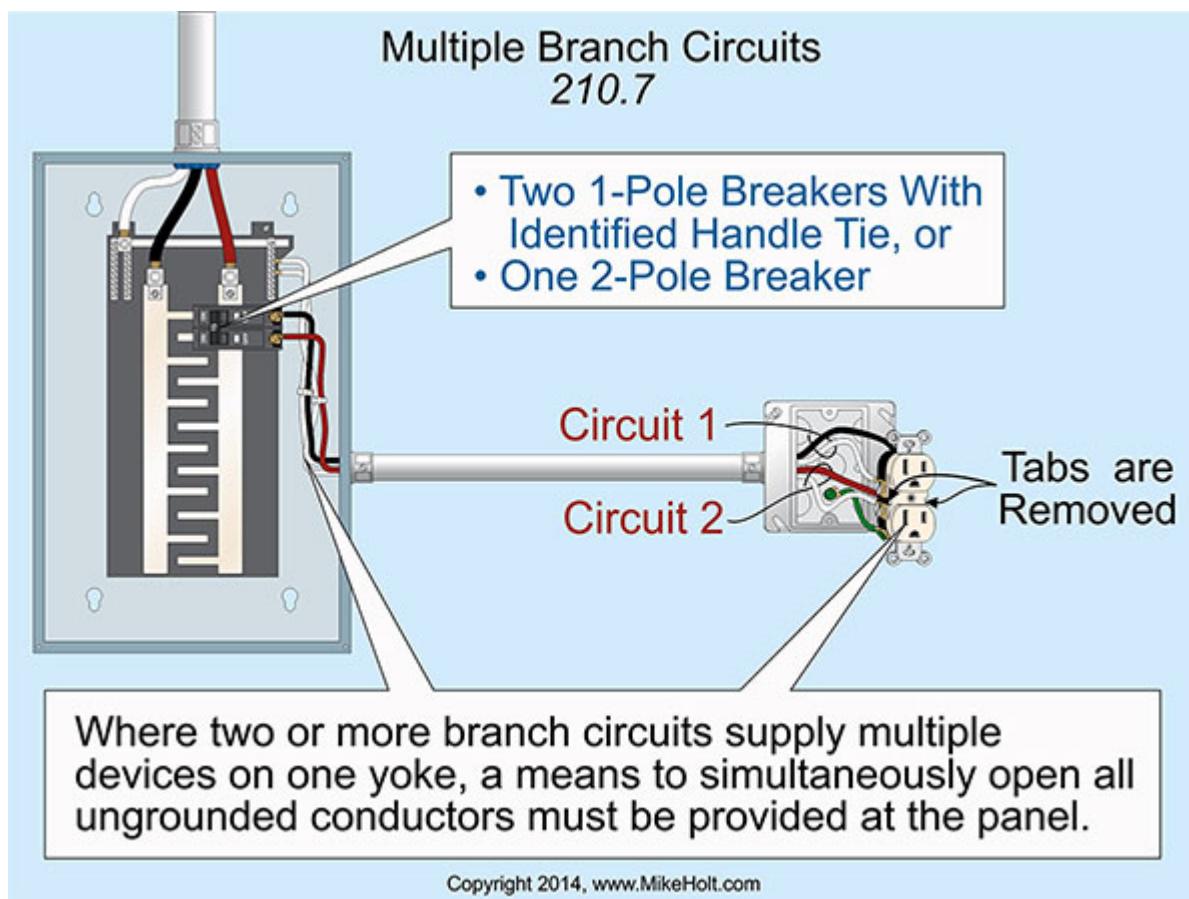 Multiple Branch Circuits
210.7
• Two 1-Pole Breakers With
Identified Handle Tie, or
• One 2-Pole Breaker
Circuit 1
Circuit 2
Tabs are
Removed
Where two or more branch circuits supply multiple
devices on one yoke, a means to simultaneously open all
ungrounded conductors must be provided at the panel.
Copyright 2014, www.MikeHolt.com